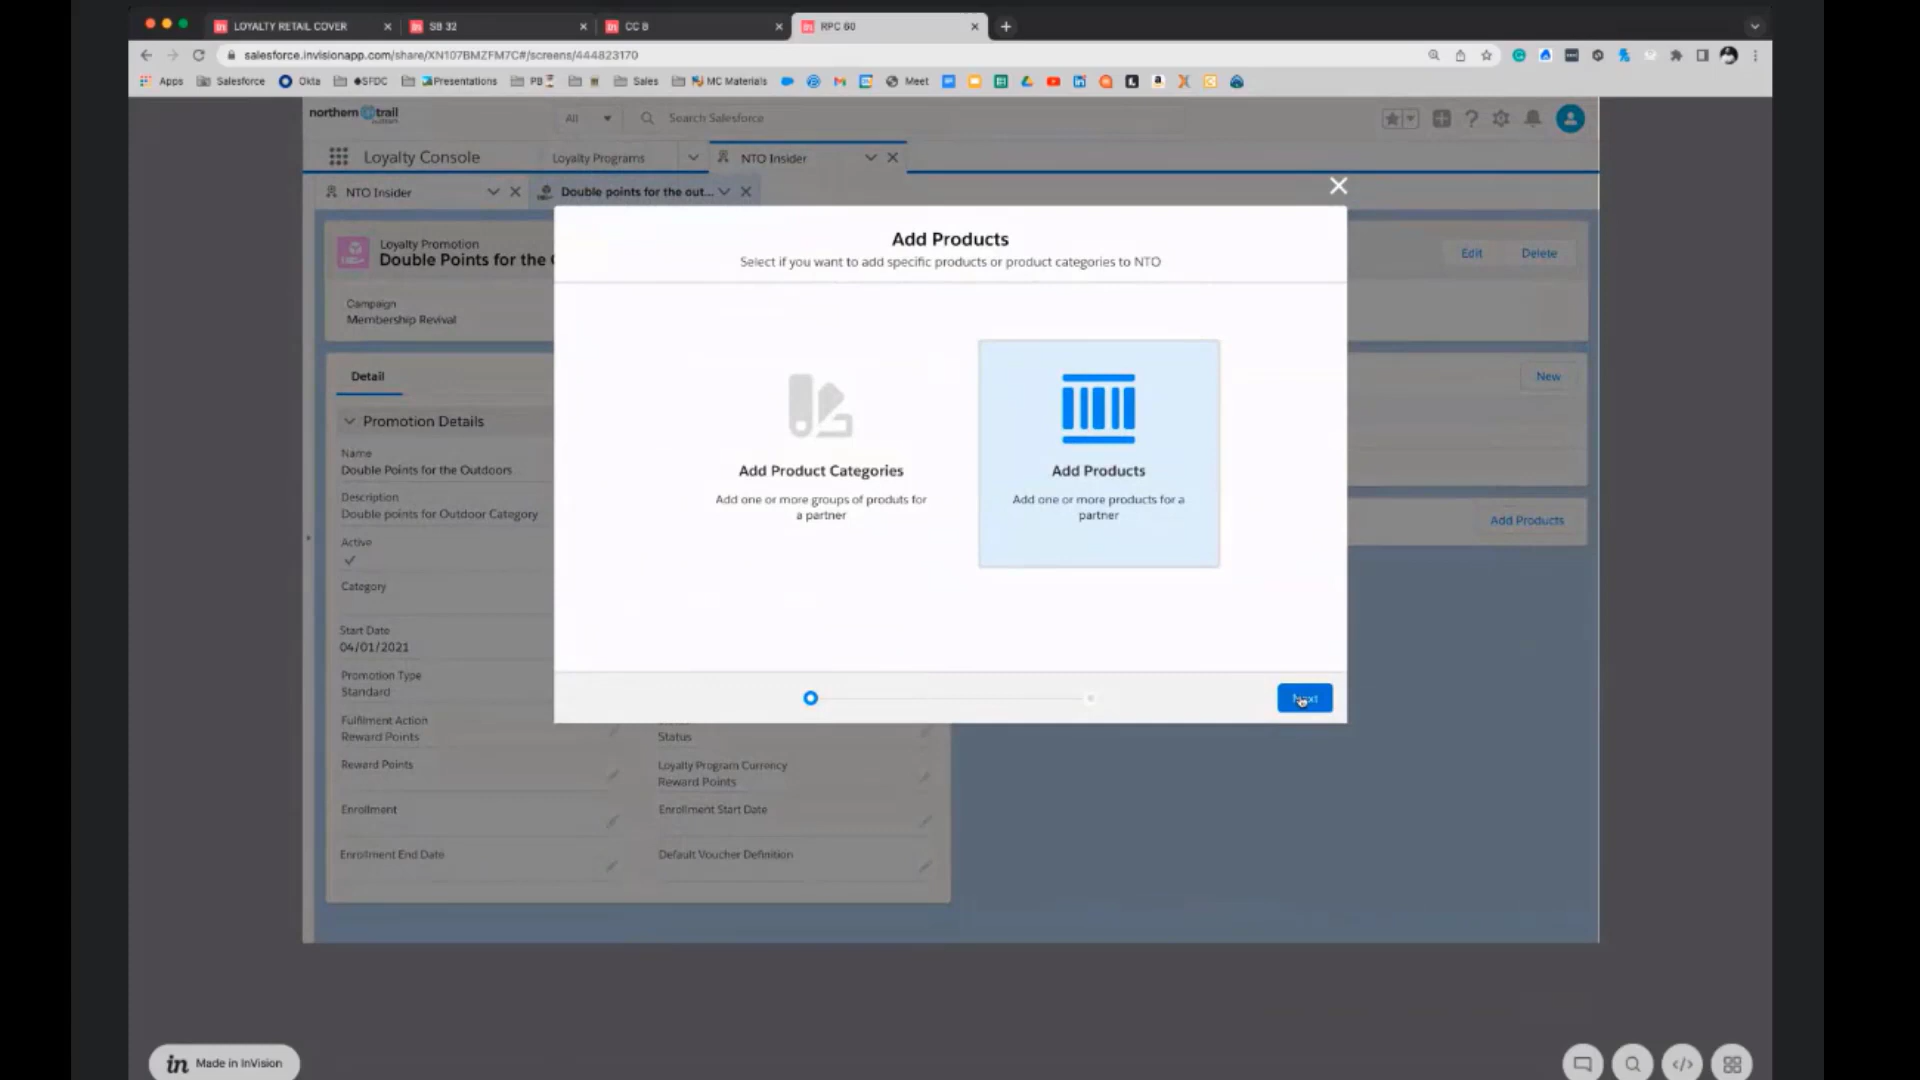 LOYALTY RETAIL COVER
SB 32
CC 8
RPC 60
salesforce.invisionapp.com/share/XN107BMZFM7C#/screens/444823170
Apps
Salesforce
Okta
SFDC
Presentations
PB
Sales
MC Materials
Meet
northern trail
All
Search Salesforce
Loyalty Console
Loyalty Programs
NTO Insider
NTO Insider
Double points for the out...
Add Products
Select if you want to add specific products or product categories to NTO
Loyalty Promotion
Double Points for the
Edit
Delete
Campaign
Membership Revival
Detail
New
Promotion Details
Name
Double Points for the Outdoors
Description
Double points for Outdoor Category
Active
Category
Start Date
04/01/2021
Promotion Type
Standard
Fulfilment Action
Reward Points
Reward Points
Enrollment
Enrollment End Date
Add Product Categories
Add one or more groups of produts for
a partner
Add Products
Add one or more products for a
partner
Add Products
Next
Status
Loyalty Program Currency
Reward Points
Enrollment Start Date
Default Voucher Definition
in Made in InVision